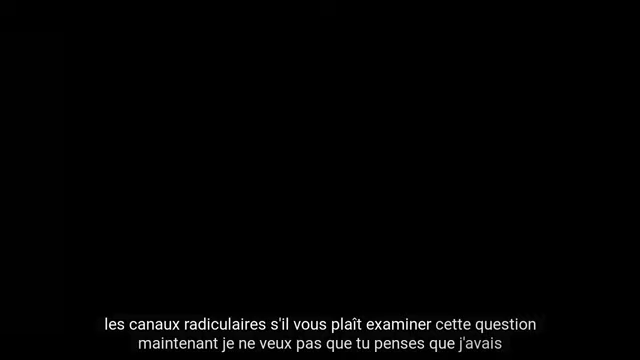 les canaux radiculaires s'il vous plaît examiner cette question
maintenant je ne veux pas que tu penses que j'avais